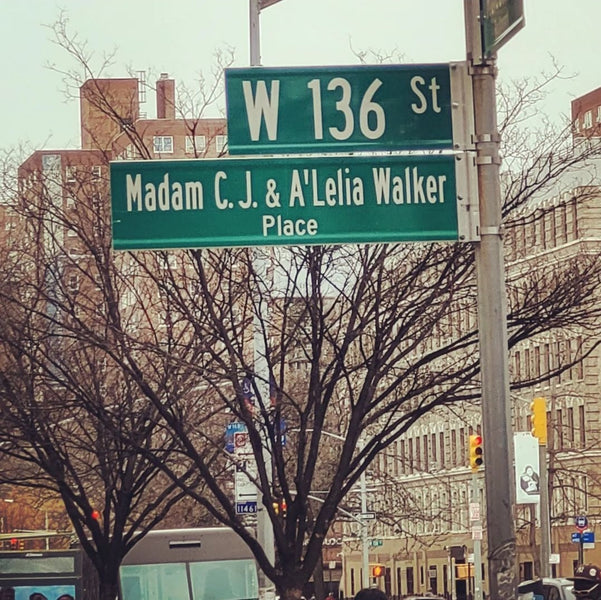 W 136 St
Madam C.J. & A'Lelia Walker
Place